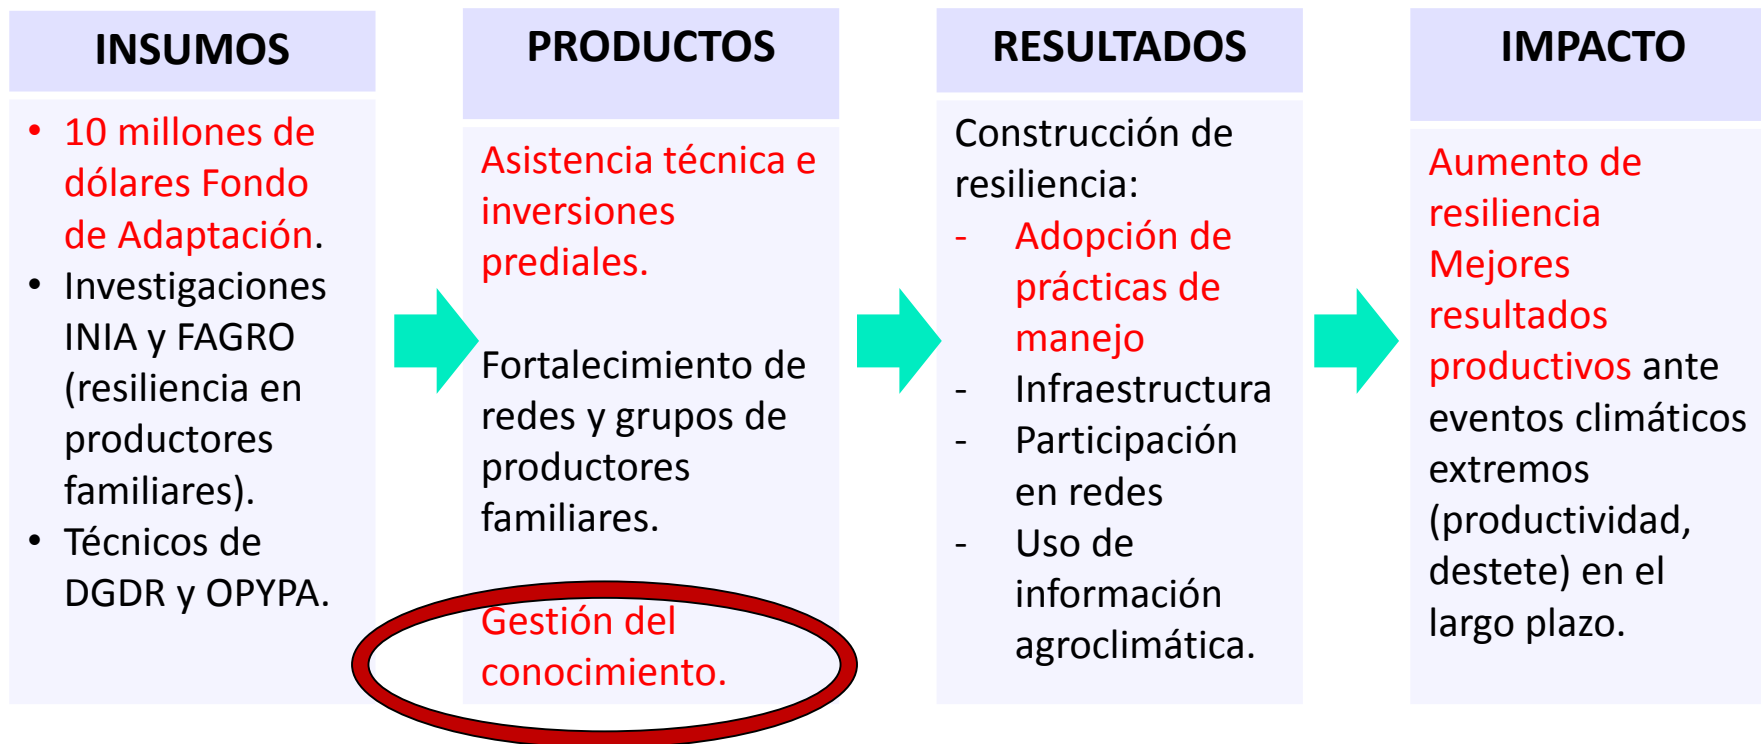 INSUMOS
• 10 millones de
dólares Fondo
de Adaptación.
• Investigaciones
INIA y FAGRO
(resiliencia en
productores
familiares).
• Técnicos de
DGDR y OPYPA.
PRODUCTOS
Asistencia técnica e
inversiones
prediales.
Fortalecimiento de
redes y grupos de
productores
familiares.
Gestión del
conocimiento.
RESULTADOS
Construcción de
resiliencia:
- Adopción de
prácticas de
manejo
- Infraestructura
- Participación
en redes
- Uso de
información
agroclimática.
IMPACTO
Aumento de
resiliencia
Mejores
resultados
productivos ante
eventos climáticos
extremos
(productividad,
destete) en el
largo plazo.